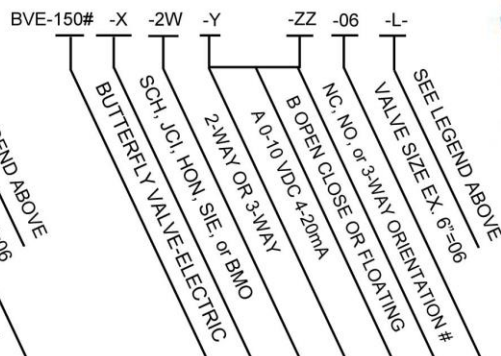 BVE-150# -X -2W -Y -ZZ -06 -L-
BUTTERFLY VALVE-ELECTRIC
SCH, JCI, HON, SIE, or BMO
2-WAY OR 3-WAY
A 0-10 VDC 4-20mA
B OPEN CLOSE OR FLOATING
NC, NO, or 3-WAY ORIENTATION #
VALVE SIZE EX. 6"=06
SEE LEGEND ABOVE
END ABOVE
=06